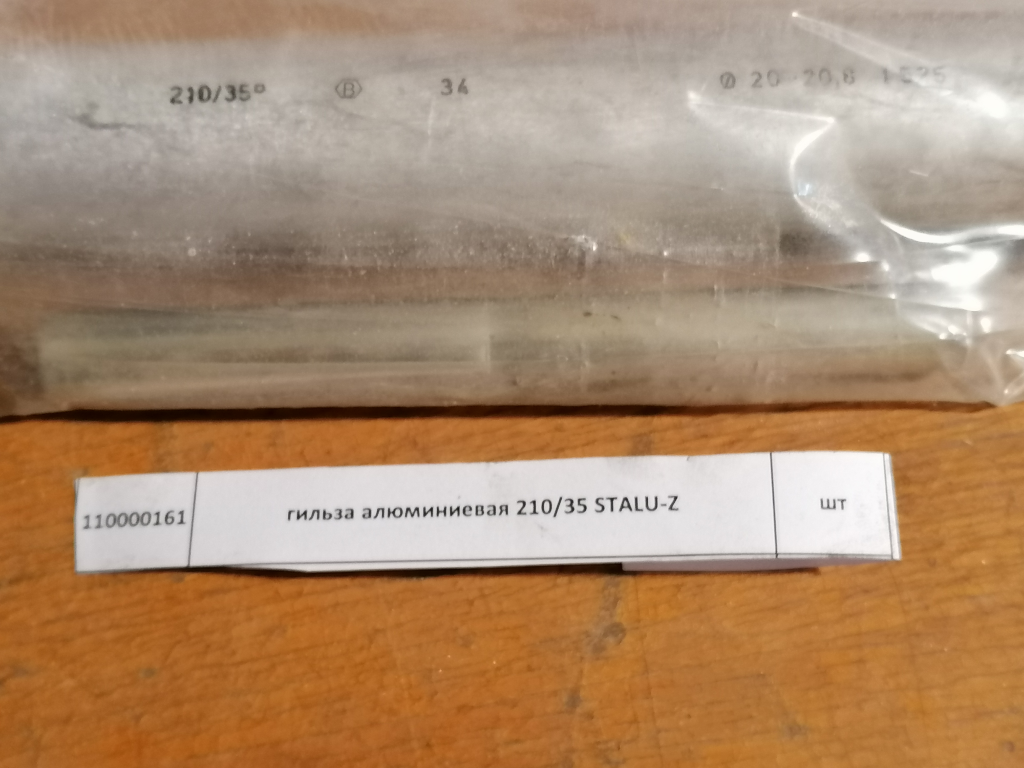 210/35° B 34 Ø 20-20,8
110000161 гильза алюминиевая 210/35 STALU-Z шт